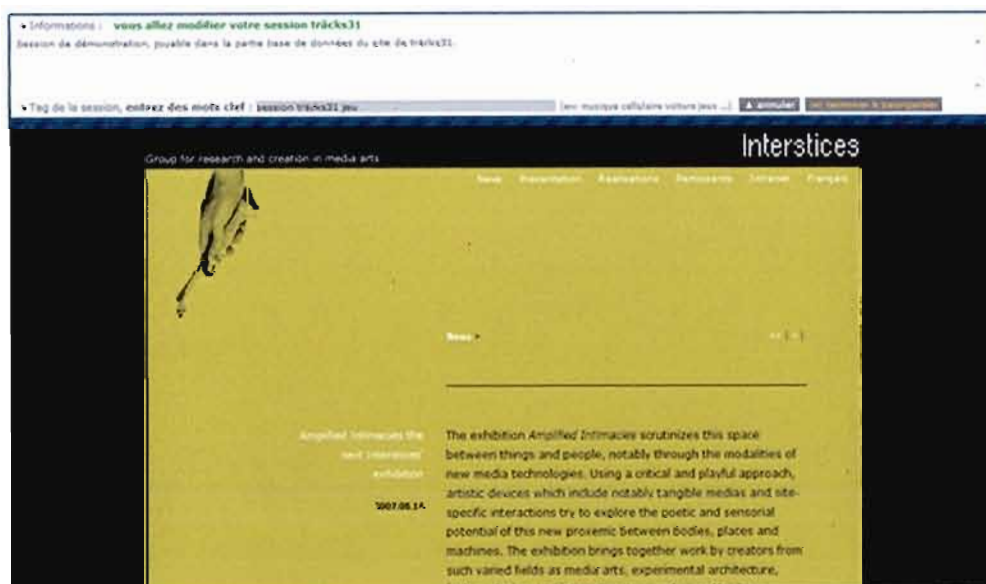 Informations : vous allez modifier votre session träcks31
Session de démonstration, jouable dans la partie base de données du site de träcks31.
Tag de la session, entrez des mots clef : session träcks31 jeu (ex: musique cellulaire voiture jeux ...) annuler terminer & sauvegarder
Interstices
Group for research and creation in media arts
News Présentation Réalisations Participants Intranet Français
News >
Amplified Intimacies the
next Interstices'
exhibition
2007.06.14
The exhibition Amplified Intimacies scrutinizes this space
between things and people, notably through the modalities of
new media technologies. Using a critical and playful approach,
artistic devices which include notably tangible medias and site-
specific interactions try to explore the poetic and sensorial
potential of this new proxemic between bodies, places and
machines. The exhibition brings together work by creators from
such varied fields as media arts, experimental architecture,